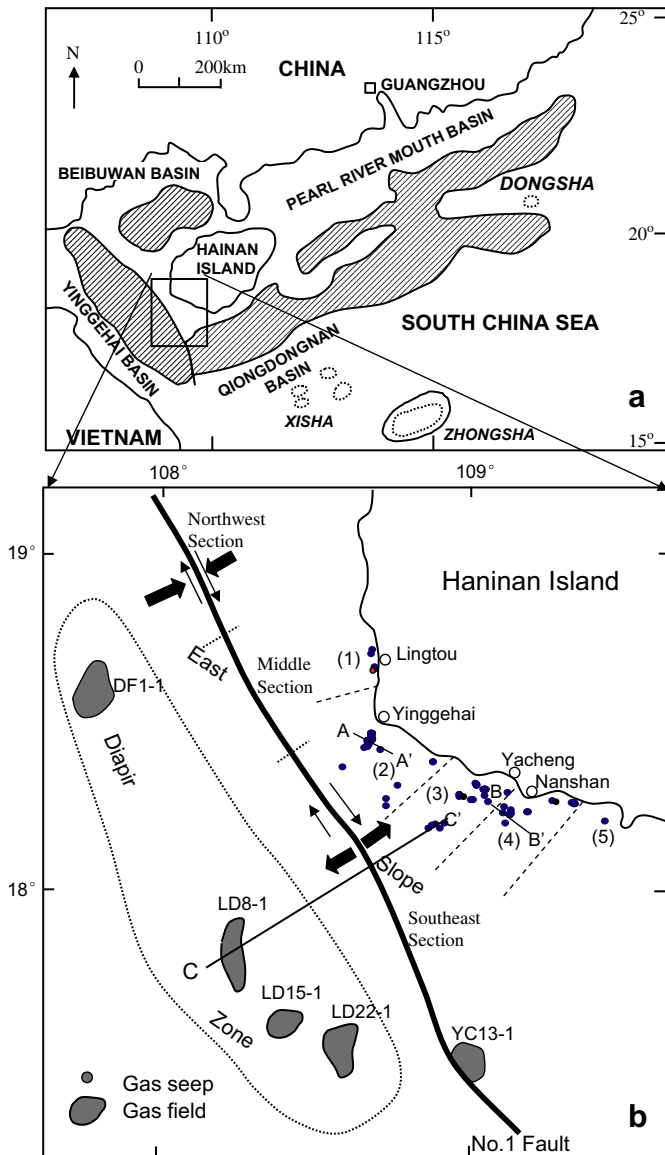 25°
110°
115°
N
0 200km
CHINA
GUANGZHOU
BEIBUWAN BASIN
PEARL RIVER MOUTH BASIN
DONGSHA
20°
HAINAN
ISLAND
YINGGEHAI BASIN
SOUTH CHINA SEA
QIONGDONGNAN
BASIN
a
XISHA
VIETNAM
ZHONGSHA
15°
108°
109°
19°
Northwest
Section
Haninan Island
East
(1)
Lingtou
Middle
Section
DF1-1
Yinggehai
A
A'
Diapir
(2)
Yacheng
Nanshan
(3)
B
C'
(4)
B'
(5)
18°
Slope
LD8-1
Southeast
Section
C
LD15-1
LD22-1
YC13-1
Zone
Gas seep
Gas field
b
No.1 Fault